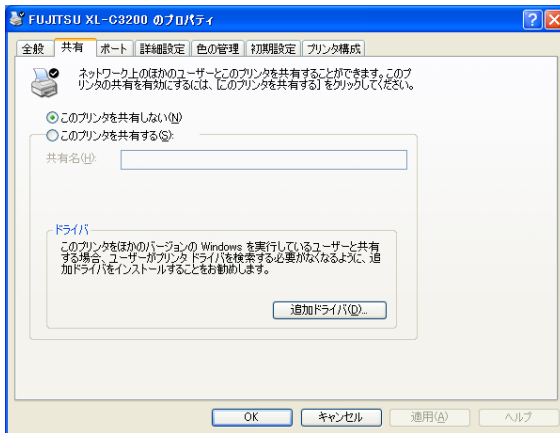 FUJITSU XL-C3200 のプロパティ
全般 共有 ポート 詳細設定 色の管理 初期設定 プリンタ構成
ネットワーク上のほかのユーザーとこのプリンタを共有することができます。このプ
リンタの共有を有効にするには、[このプリンタを共有する] をクリックしてください。
このプリンタを共有しない(N)
このプリンタを共有する(S):
共有名(H):
ドライバ
このプリンタをほかのバージョンの Windows を実行しているユーザーと共有
する場合、ユーザーがプリンタ ドライバを検索する必要がなくなるように、追
加ドライバをインストールすることをお勧めします。
追加ドライバ(D)...
OK キャンセル 適用(A) ヘルプ